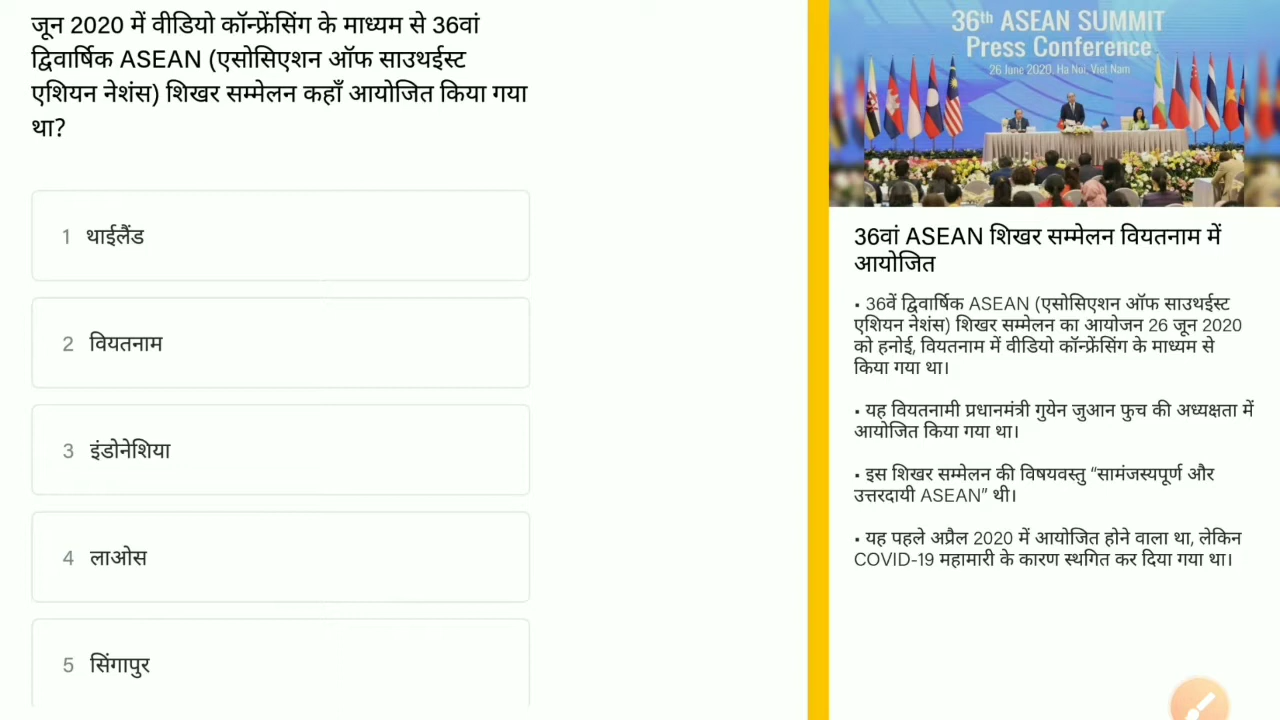 जून 2020 में वीडियो कॉन्फ्रेंसिंग के माध्यम से 36वां
द्विवार्षिक ASEAN (एसोसिएशन ऑफ साउथईस्ट
एशियन नेशंस) शिखर सम्मेलन कहाँ आयोजित किया गया
था?
1 थाईलैंड
2 वियतनाम
3 इंडोनेशिया
4 लाओस
5 सिंगापुर
36th ASEAN SUMMIT
Press Conference
26 June 2020, Ha Noi, Viet Nam
36वां ASEAN शिखर सम्मेलन वियतनाम में
आयोजित
▪ 36वें द्विवार्षिक ASEAN (एसोसिएशन ऑफ साउथईस्ट
एशियन नेशंस) शिखर सम्मेलन का आयोजन 26 जून 2020
को हनोई, वियतनाम में वीडियो कॉन्फ्रेंसिंग के माध्यम से
किया गया था।
▪ यह वियतनामी प्रधानमंत्री गुयेन जुआन फुच की अध्यक्षता में
आयोजित किया गया था।
▪ इस शिखर सम्मेलन की विषयवस्तु “सामंजस्यपूर्ण और
उत्तरदायी ASEAN” थी।
▪ यह पहले अप्रैल 2020 में आयोजित होने वाला था, लेकिन
COVID-19 महामारी के कारण स्थगित कर दिया गया था।